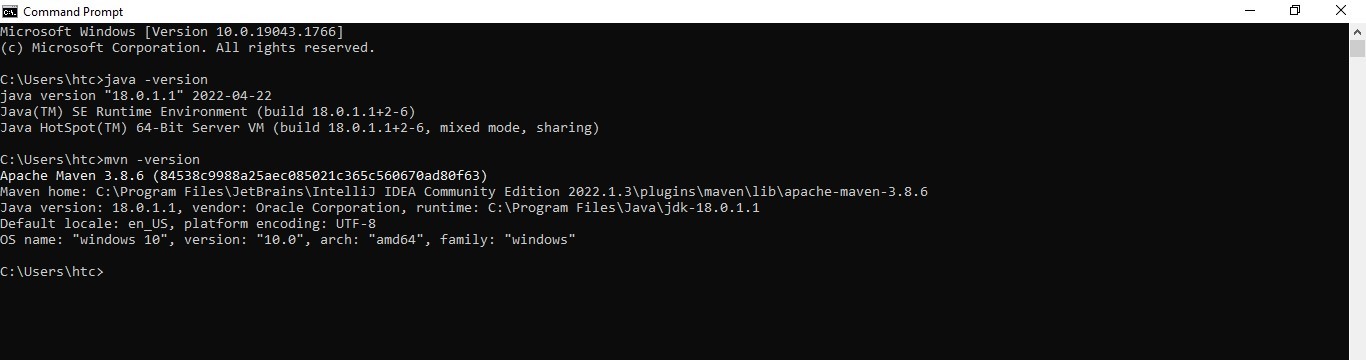 Command Prompt
Microsoft Windows [Version 10.0.19043.1766]
(c) Microsoft Corporation. All rights reserved.
C:\Users\htc>java -version
java version "18.0.1.1" 2022-04-22
Java(TM) SE Runtime Environment (build 18.0.1.1+2-6)
Java HotSpot(TM) 64-Bit Server VM (build 18.0.1.1+2-6, mixed mode, sharing)
C:\Users\htc>mvn -version
Apache Maven 3.8.6 (84538c9988a25aec085021c365c560670ad80f63)
Maven home: C:\Program Files\JetBrains\IntelliJ IDEA Community Edition 2022.1.3\plugins\maven\lib\apache-maven-3.8.6
Java version: 18.0.1.1, vendor: Oracle Corporation, runtime: C:\Program Files\Java\jdk-18.0.1.1
Default locale: en_US, platform encoding: UTF-8
OS name: "windows 10", version: "10.0", arch: "amd64", family: "windows"
C:\Users\htc>